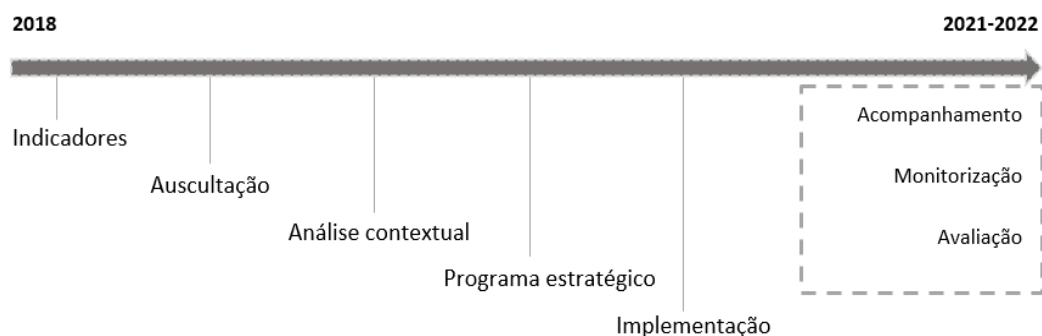 2018
2021-2022
Indicadores
Auscultação
Análise contextual
Programa estratégico
Implementação
Acompanhamento
Monitorização
Avaliação